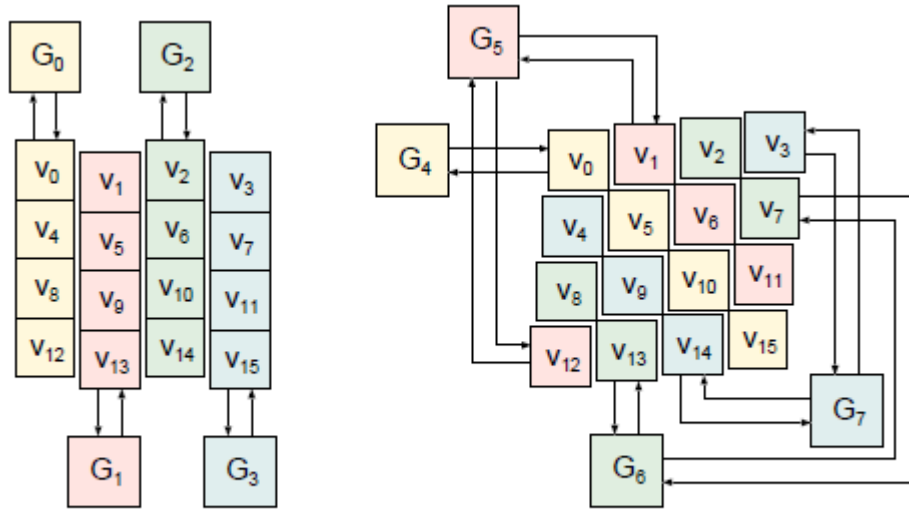 G₀ G₂
v₀ v₁ v₂ v₃
v₄ v₅ v₆ v₇
v₈ v₉ v₁₀ v₁₁
v₁₂ v₁₃ v₁₄ v₁₅
G₁ G₃
G₅
G₄ v₀ v₁ v₂ v₃
v₄ v₅ v₆ v₇
v₈ v₉ v₁₀ v₁₁
v₁₂ v₁₃ v₁₄ v₁₅
G₇
G₆